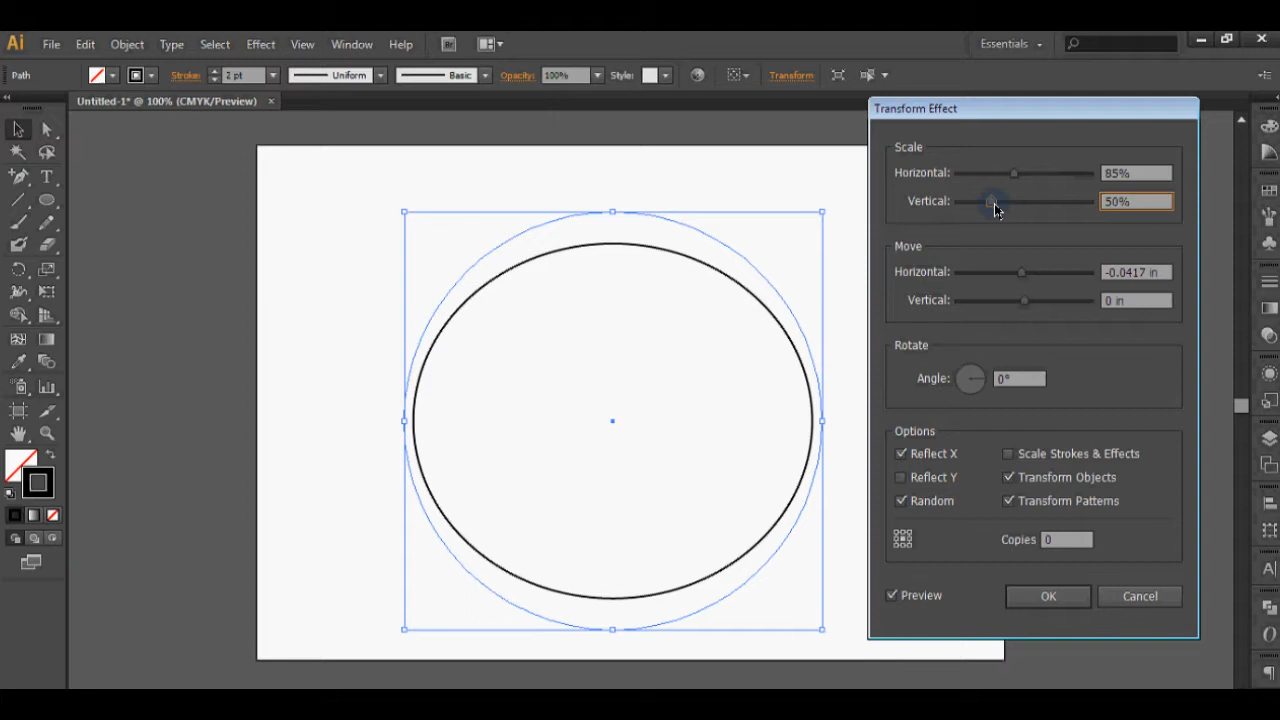 Ai File Edit Object Type Select Effect View Window Help Br Essentials
Path Stroke: 2 pt Uniform Basic Opacity: 100% Style: Transform
Untitled-1* @ 100% (CMYK/Preview) ×
Transform Effect
Scale
Horizontal: 85%
Vertical: 50%
Move
Horizontal: -0.0417 in
Vertical: 0 in
Rotate
Angle: 0°
Options
Reflect X Scale Strokes & Effects
Reflect Y Transform Objects
Random Transform Patterns
Copies 0
Preview OK Cancel